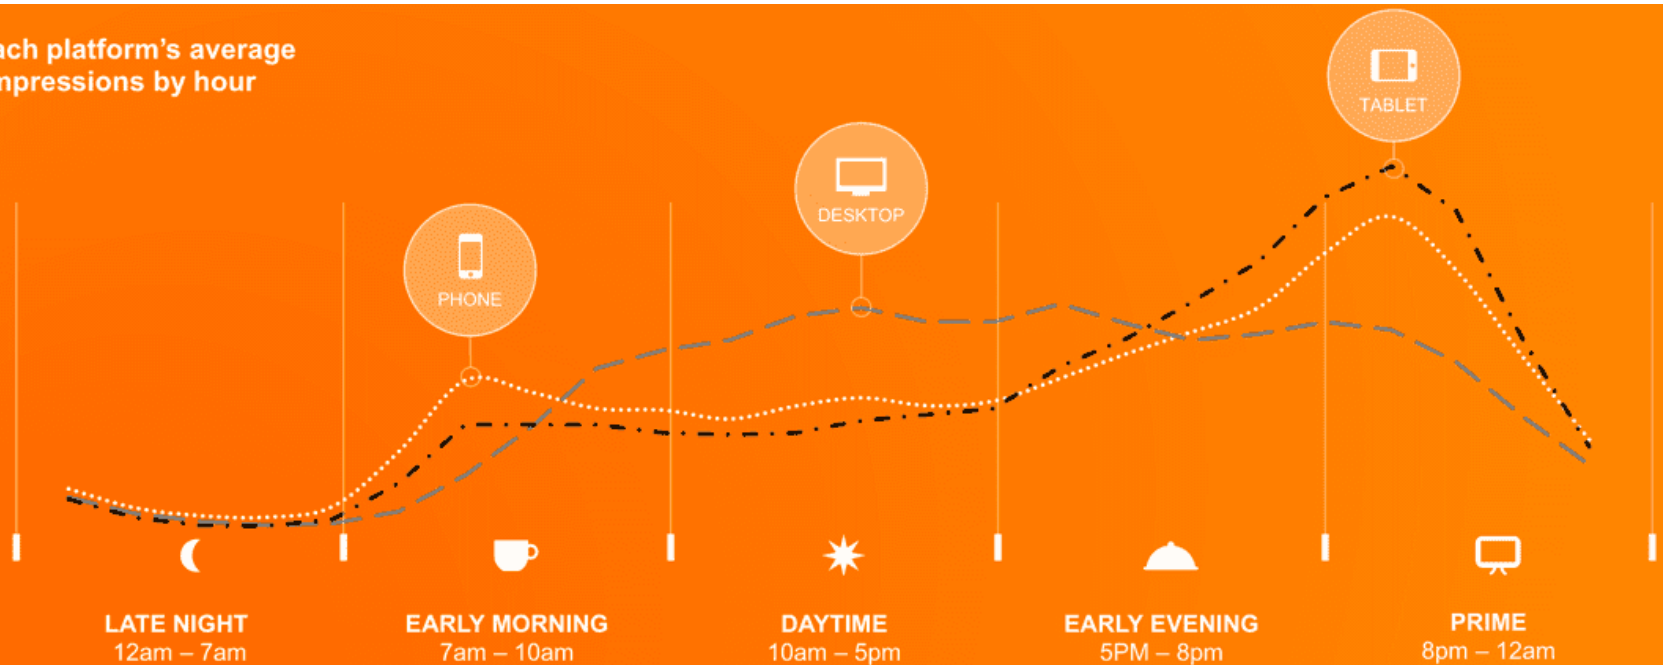 ach platform's average
mpressions by hour
TABLET
DESKTOP
PHONE
LATE NIGHT
12am – 7am
EARLY MORNING
7am – 10am
DAYTIME
10am – 5pm
EARLY EVENING
5PM – 8pm
PRIME
8pm – 12am